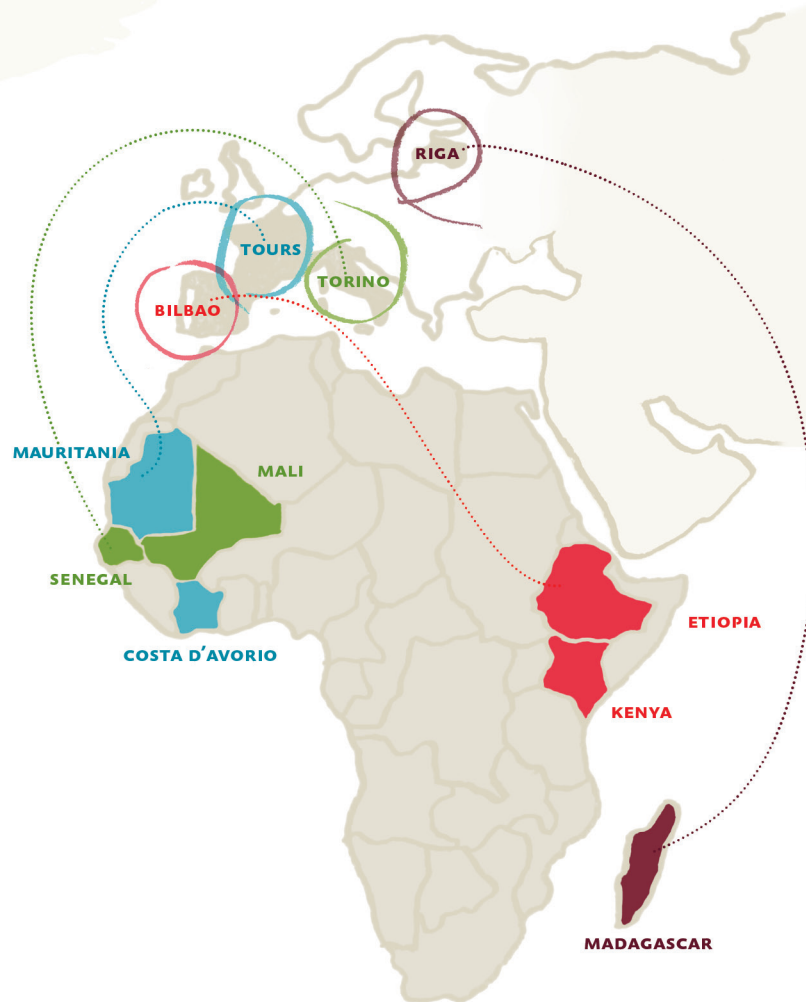 RIGA
TOURS
TORINO
BILBAO
MAURITANIA
MALI
SENEGAL
ETIOPIA
COSTA D'AVORIO
KENYA
MADAGASCAR